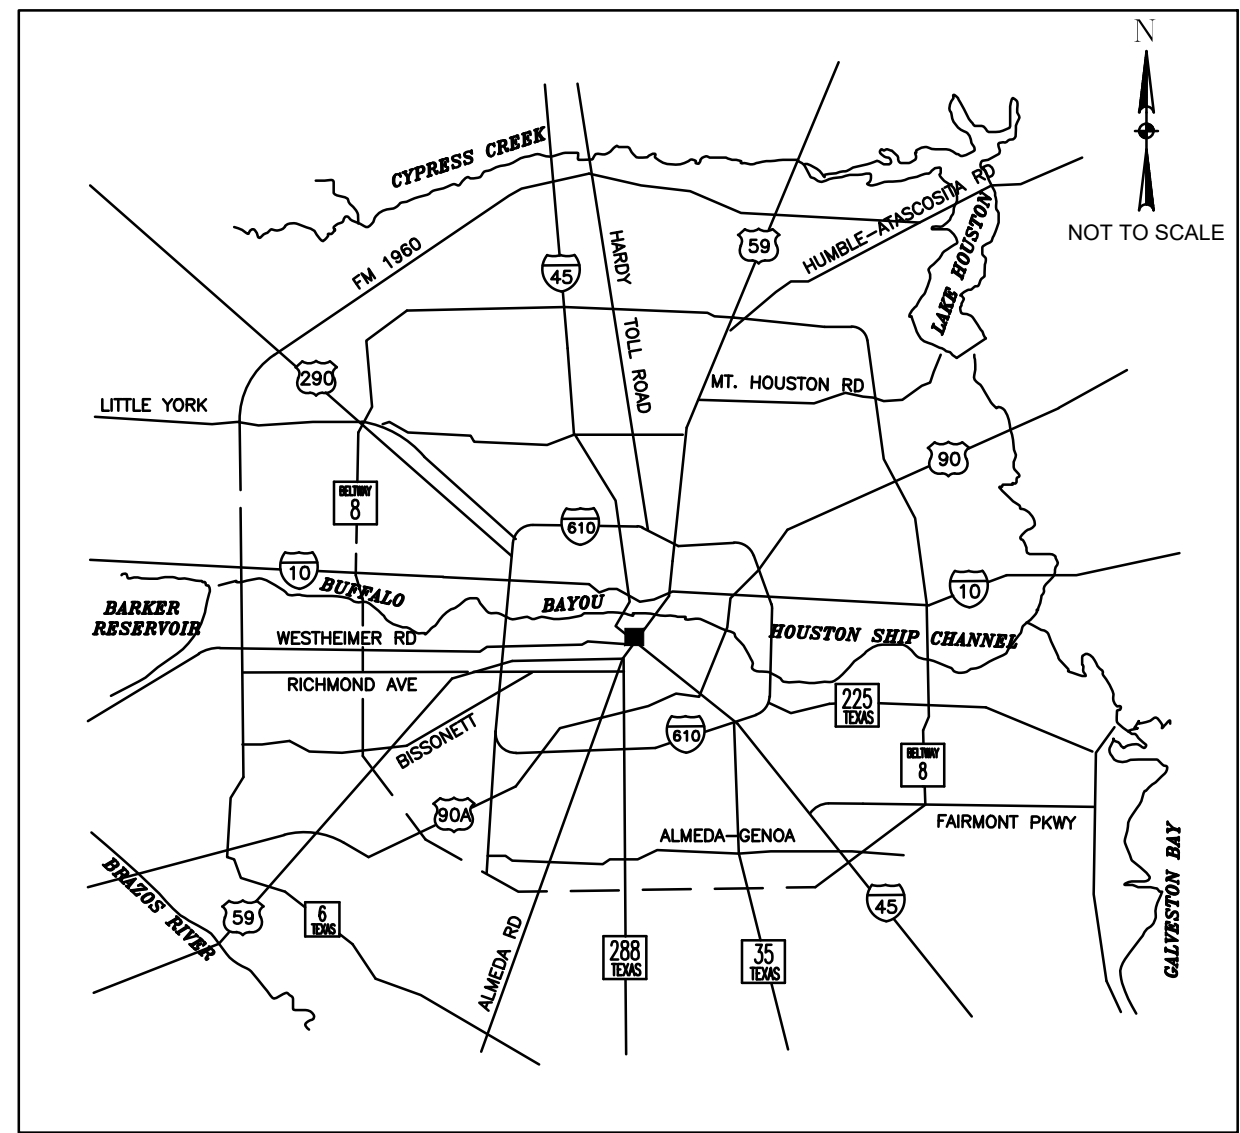 N
NOT TO SCALE
CYPRESS CREEK
FM 1960
45
HARDY
TOLL ROAD
59
HUMBLE-ATASCOSITA RD
LAKE HOUSTON
290
LITTLE YORK
MT. HOUSTON RD
90
BELTWAY
8
610
10
BUFFALO
BAYOU
10
BARKER
RESERVOIR
WESTHEIMER RD
HOUSTON SHIP CHANNEL
RICHMOND AVE
225
TEXAS
BISSONETT
610
BELTWAY
8
90A
FAIRMONT PKWY
ALMEDA-GENOA
BRAZOS RIVER
59
6
TEXAS
45
GALVESTON BAY
ALMEDA RD
288
TEXAS
35
TEXAS